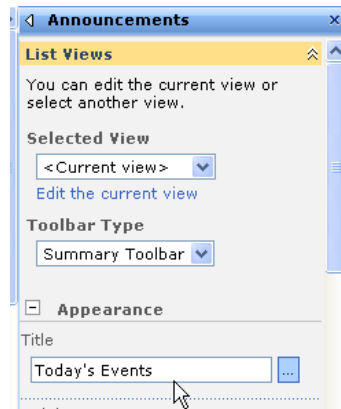 Announcements
List Views
You can edit the current view or
select another view.
Selected View
<Current view>
Edit the current view
Toolbar Type
Summary Toolbar
Appearance
Title
Today's Events
...